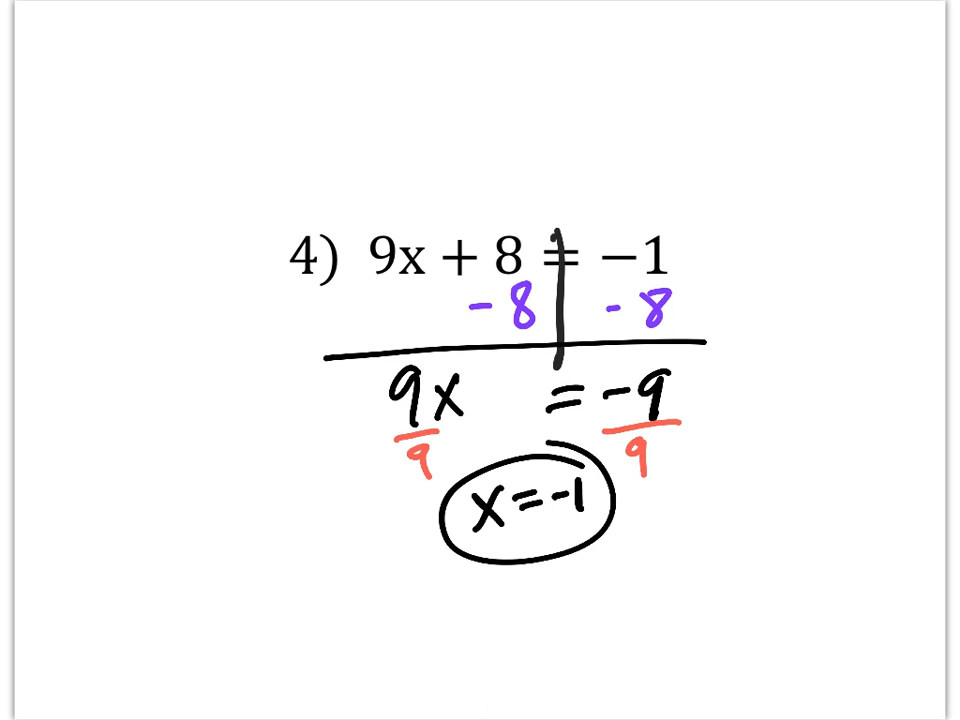 4) 9x + 8 = −1
- 8 - 8
9x = -9
9 9
x = -1